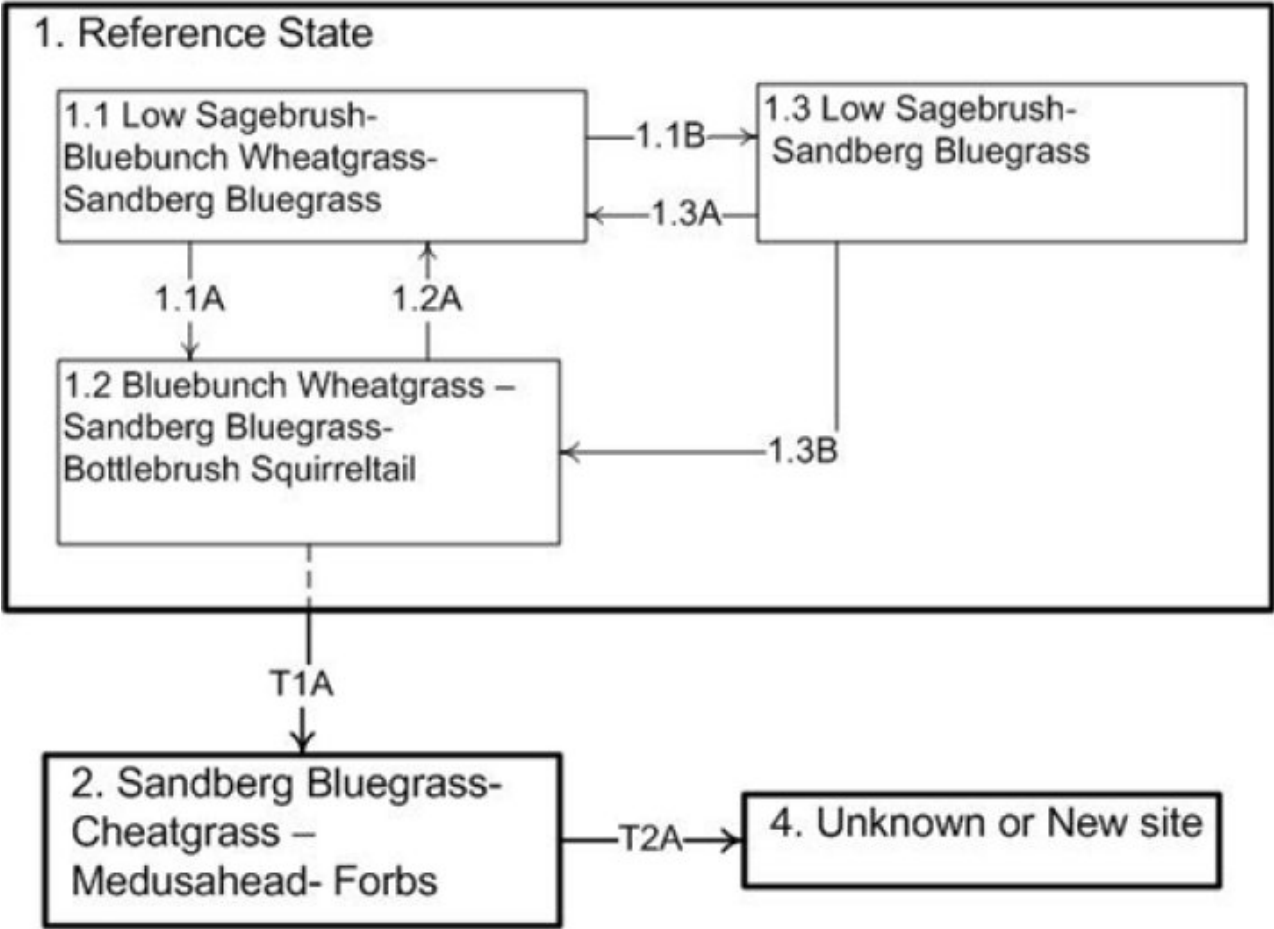 1. Reference State
1.1 Low Sagebrush-
Bluebunch Wheatgrass-
Sandberg Bluegrass
1.1B
1.3A
1.3 Low Sagebrush-
Sandberg Bluegrass
1.1A
1.2A
1.2 Bluebunch Wheatgrass –
Sandberg Bluegrass-
Bottlebrush Squirreltail
1.3B
T1A
2. Sandberg Bluegrass-
Cheatgrass –
Medusahead- Forbs
T2A
4. Unknown or New site